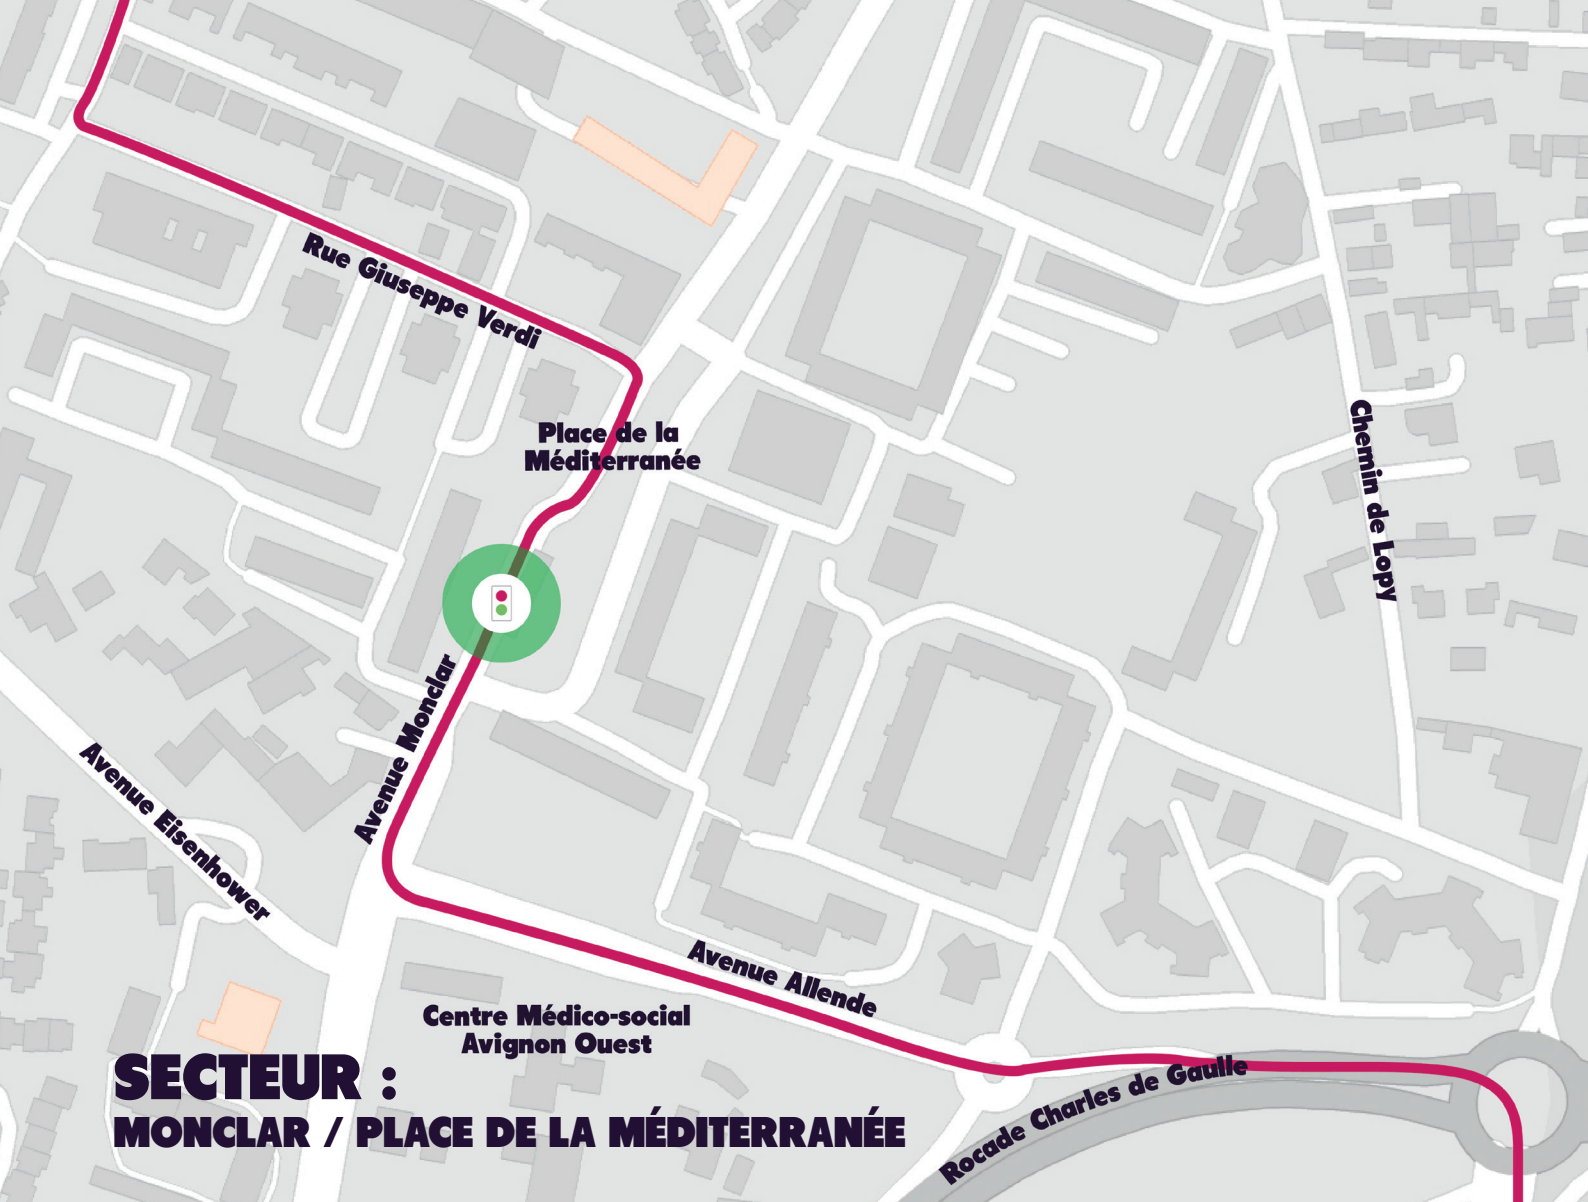 Rue Giuseppe Verdi
Place de la
Méditerranée
Chemin de Lopy
Avenue Monclar
Avenue Eisenhower
Avenue Allende
Centre Médico-social
Avignon Ouest
Rocade Charles de Gaulle
SECTEUR :
MONCLAR / PLACE DE LA MÉDITERRANÉE